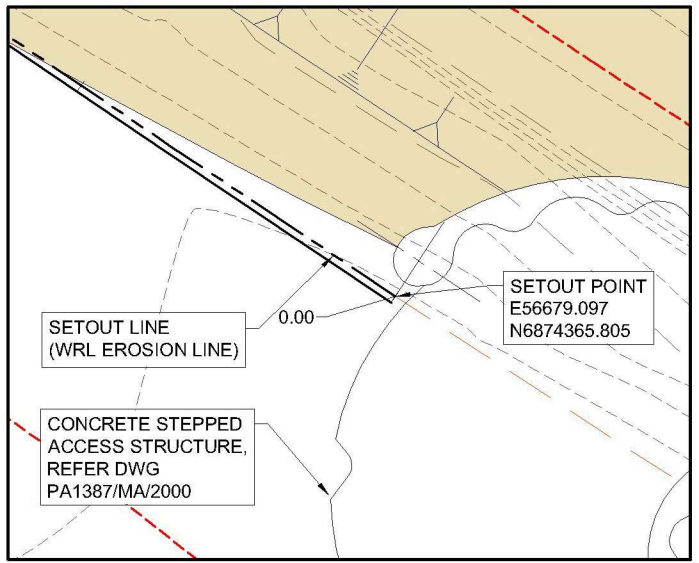 SETOUT POINT
E56679.097
N6874365.805
0.00
SETOUT LINE
(WRL EROSION LINE)
CONCRETE STEPPED
ACCESS STRUCTURE,
REFER DWG
PA1387/MA/2000